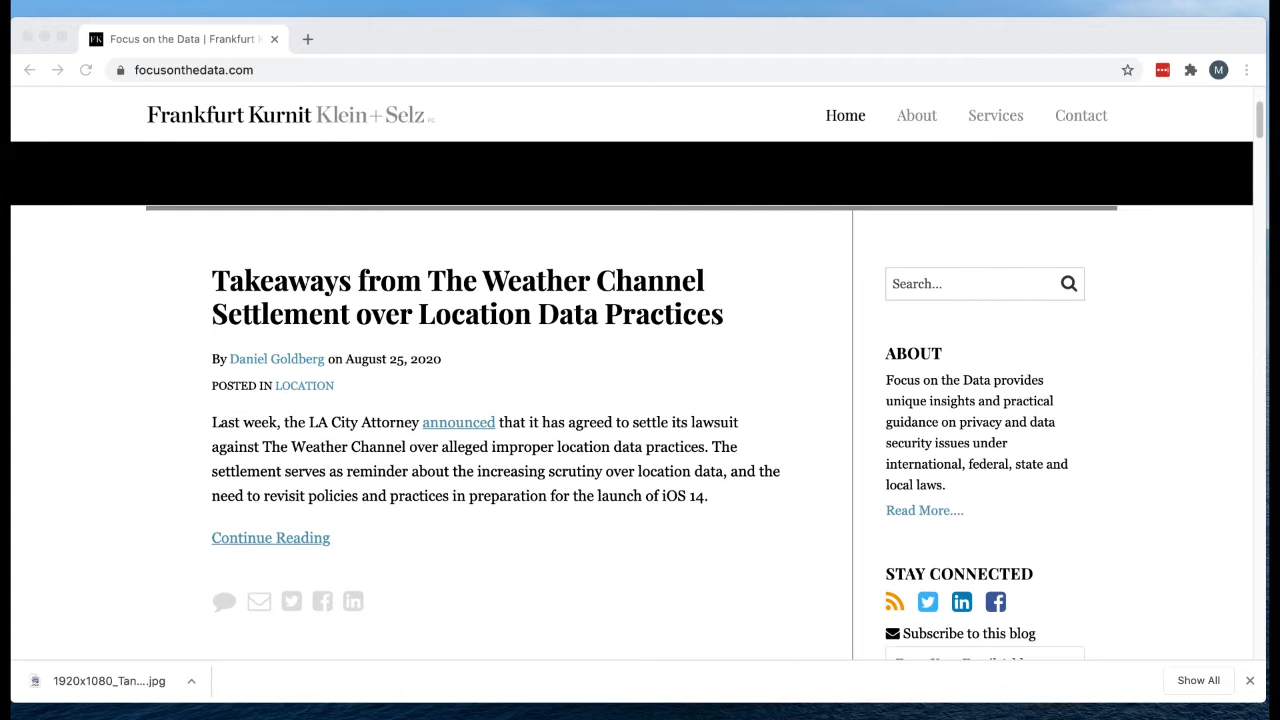 FK Focus on the Data | Frankfurt K
focusonthedata.com
M
Frankfurt Kurnit Klein+Selz PC
Home About Services Contact
Takeaways from The Weather Channel
Settlement over Location Data Practices
By Daniel Goldberg on August 25, 2020
POSTED IN LOCATION
Last week, the LA City Attorney announced that it has agreed to settle its lawsuit
against The Weather Channel over alleged improper location data practices. The
settlement serves as reminder about the increasing scrutiny over location data, and the
need to revisit policies and practices in preparation for the launch of iOS 14.
Continue Reading
Search...
ABOUT
Focus on the Data provides
unique insights and practical
guidance on privacy and data
security issues under
international, federal, state and
local laws.
Read More....
STAY CONNECTED
Subscribe to this blog
1920x1080_Tan....jpg
Show All